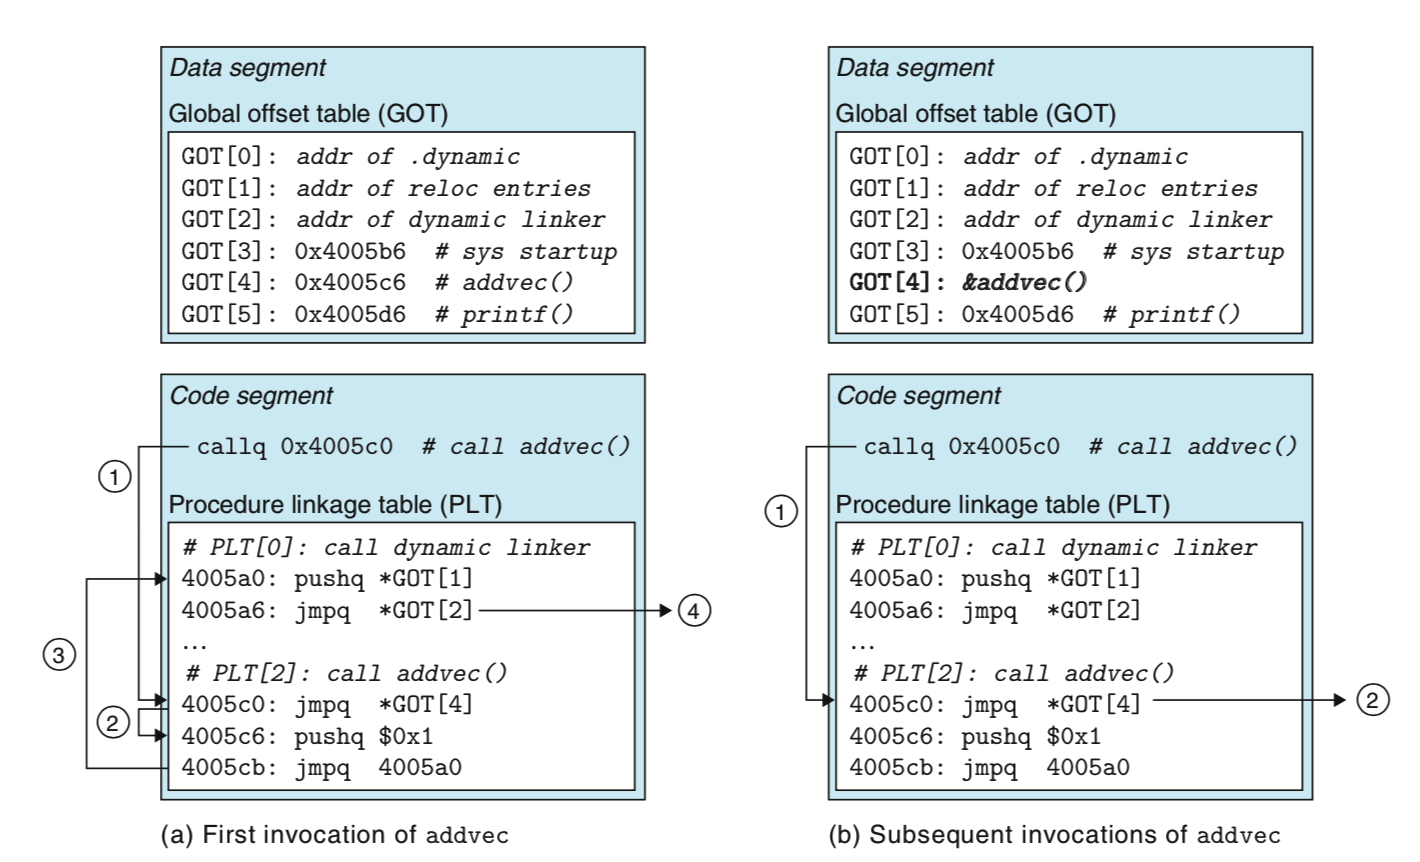 Data segment
Global offset table (GOT)
GOT[0]: addr of .dynamic
GOT[1]: addr of reloc entries
GOT[2]: addr of dynamic linker
GOT[3]: 0x4005b6 # sys startup
GOT[4]: 0x4005c6 # addvec()
GOT[5]: 0x4005d6 # printf()
Code segment
callq 0x4005c0 # call addvec()
1
Procedure linkage table (PLT)
# PLT[0]: call dynamic linker
4005a0: pushq *GOT[1]
4005a6: jmpq *GOT[2]
4
...
3
# PLT[2]: call addvec()
4005c0: jmpq *GOT[4]
2
4005c6: pushq $0x1
4005cb: jmpq 4005a0
(a) First invocation of addvec
Data segment
Global offset table (GOT)
GOT[0]: addr of .dynamic
GOT[1]: addr of reloc entries
GOT[2]: addr of dynamic linker
GOT[3]: 0x4005b6 # sys startup
GOT[4]: &addvec()
GOT[5]: 0x4005d6 # printf()
Code segment
callq 0x4005c0 # call addvec()
1
Procedure linkage table (PLT)
# PLT[0]: call dynamic linker
4005a0: pushq *GOT[1]
4005a6: jmpq *GOT[2]
...
# PLT[2]: call addvec()
4005c0: jmpq *GOT[4]
2
4005c6: pushq $0x1
4005cb: jmpq 4005a0
(b) Subsequent invocations of addvec